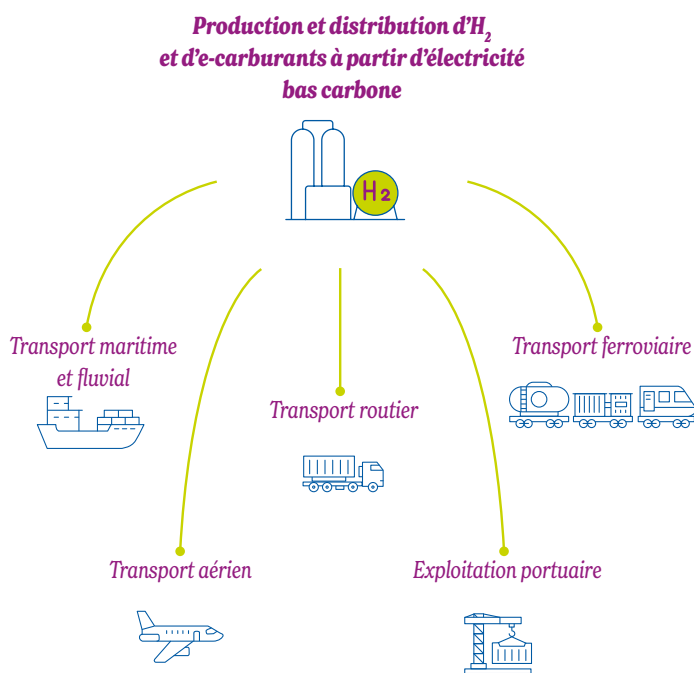 Production et distribution d’H₂
et d’e-carburants à partir d’électricité
bas carbone
H2
Transport maritime
et fluvial
Transport ferroviaire
Transport routier
Transport aérien
Exploitation portuaire